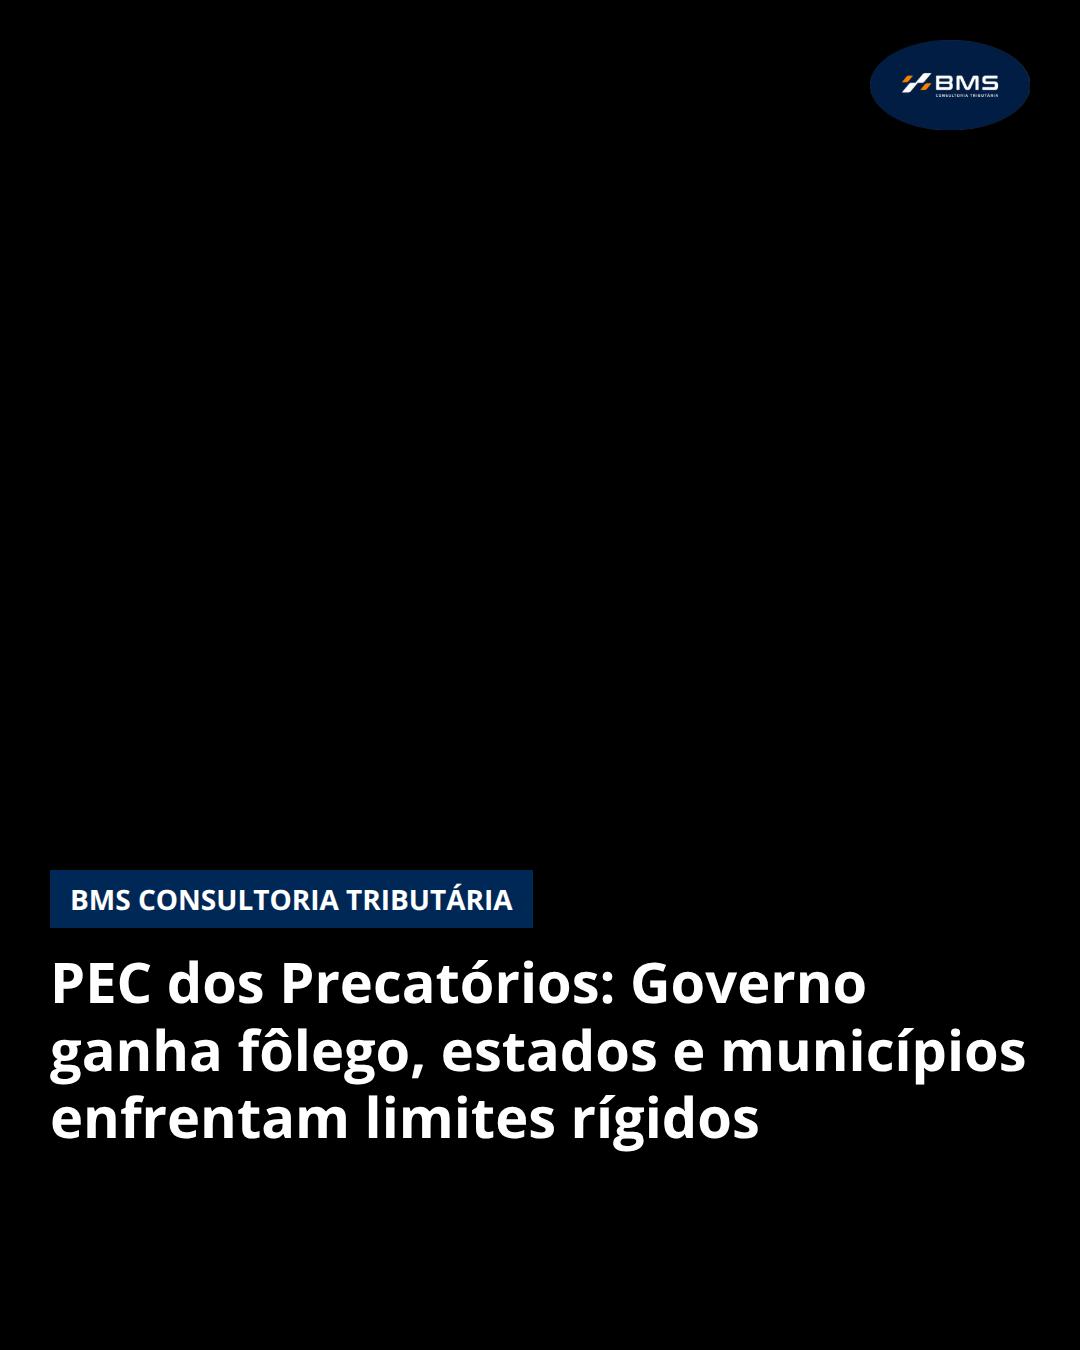 BMS
CONSULTORIA TRIBUTÁRIA
BMS CONSULTORIA TRIBUTÁRIA
PEC dos Precatórios: Governo
ganha fôlego, estados e municípios
enfrentam limites rígidos